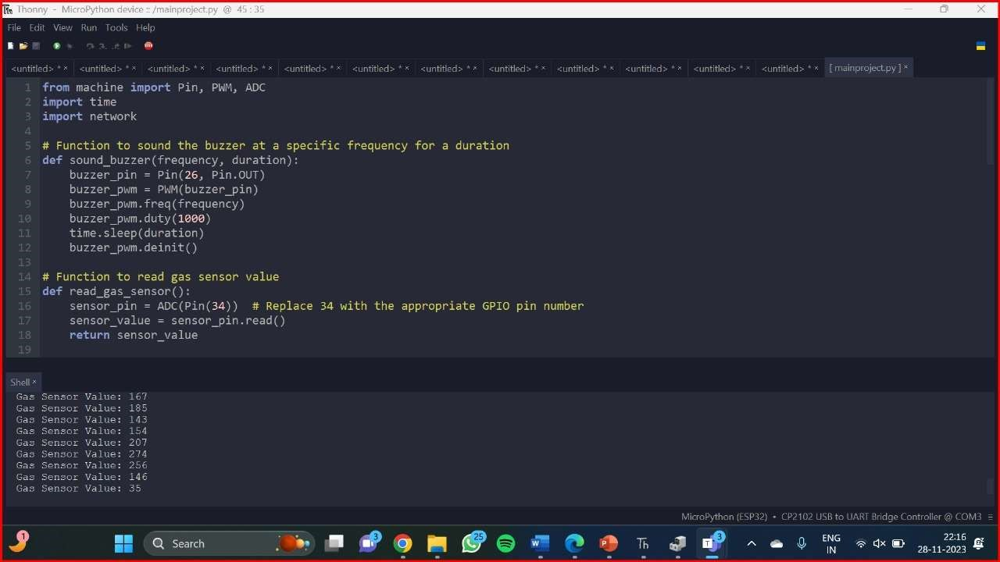 Thonny - MicroPython device :: /mainproject.py @ 45 : 35
File Edit View Run Tools Help
<untitled> * × <untitled> * × <untitled> * × <untitled> * × <untitled> * × <untitled> * × <untitled> * × <untitled> * × <untitled> * × <untitled> * × <untitled> * × <untitled> * × [ mainproject.py ] ×
1 from machine import Pin, PWM, ADC
2 import time
3 import network
4
5 # Function to sound the buzzer at a specific frequency for a duration
6 def sound_buzzer(frequency, duration):
7     buzzer_pin = Pin(26, Pin.OUT)
8     buzzer_pwm = PWM(buzzer_pin)
9     buzzer_pwm.freq(frequency)
10     buzzer_pwm.duty(1000)
11     time.sleep(duration)
12     buzzer_pwm.deinit()
13
14 # Function to read gas sensor value
15 def read_gas_sensor():
16     sensor_pin = ADC(Pin(34))  # Replace 34 with the appropriate GPIO pin number
17     sensor_value = sensor_pin.read()
18     return sensor_value
19
Shell ×
Gas Sensor Value: 167
Gas Sensor Value: 185
Gas Sensor Value: 143
Gas Sensor Value: 154
Gas Sensor Value: 207
Gas Sensor Value: 274
Gas Sensor Value: 256
Gas Sensor Value: 146
Gas Sensor Value: 35
MicroPython (ESP32) • CP2102 USB to UART Bridge Controller @ COM3 ≡
1 Search 3 25 3 ENG 22:16
IN 28-11-2023